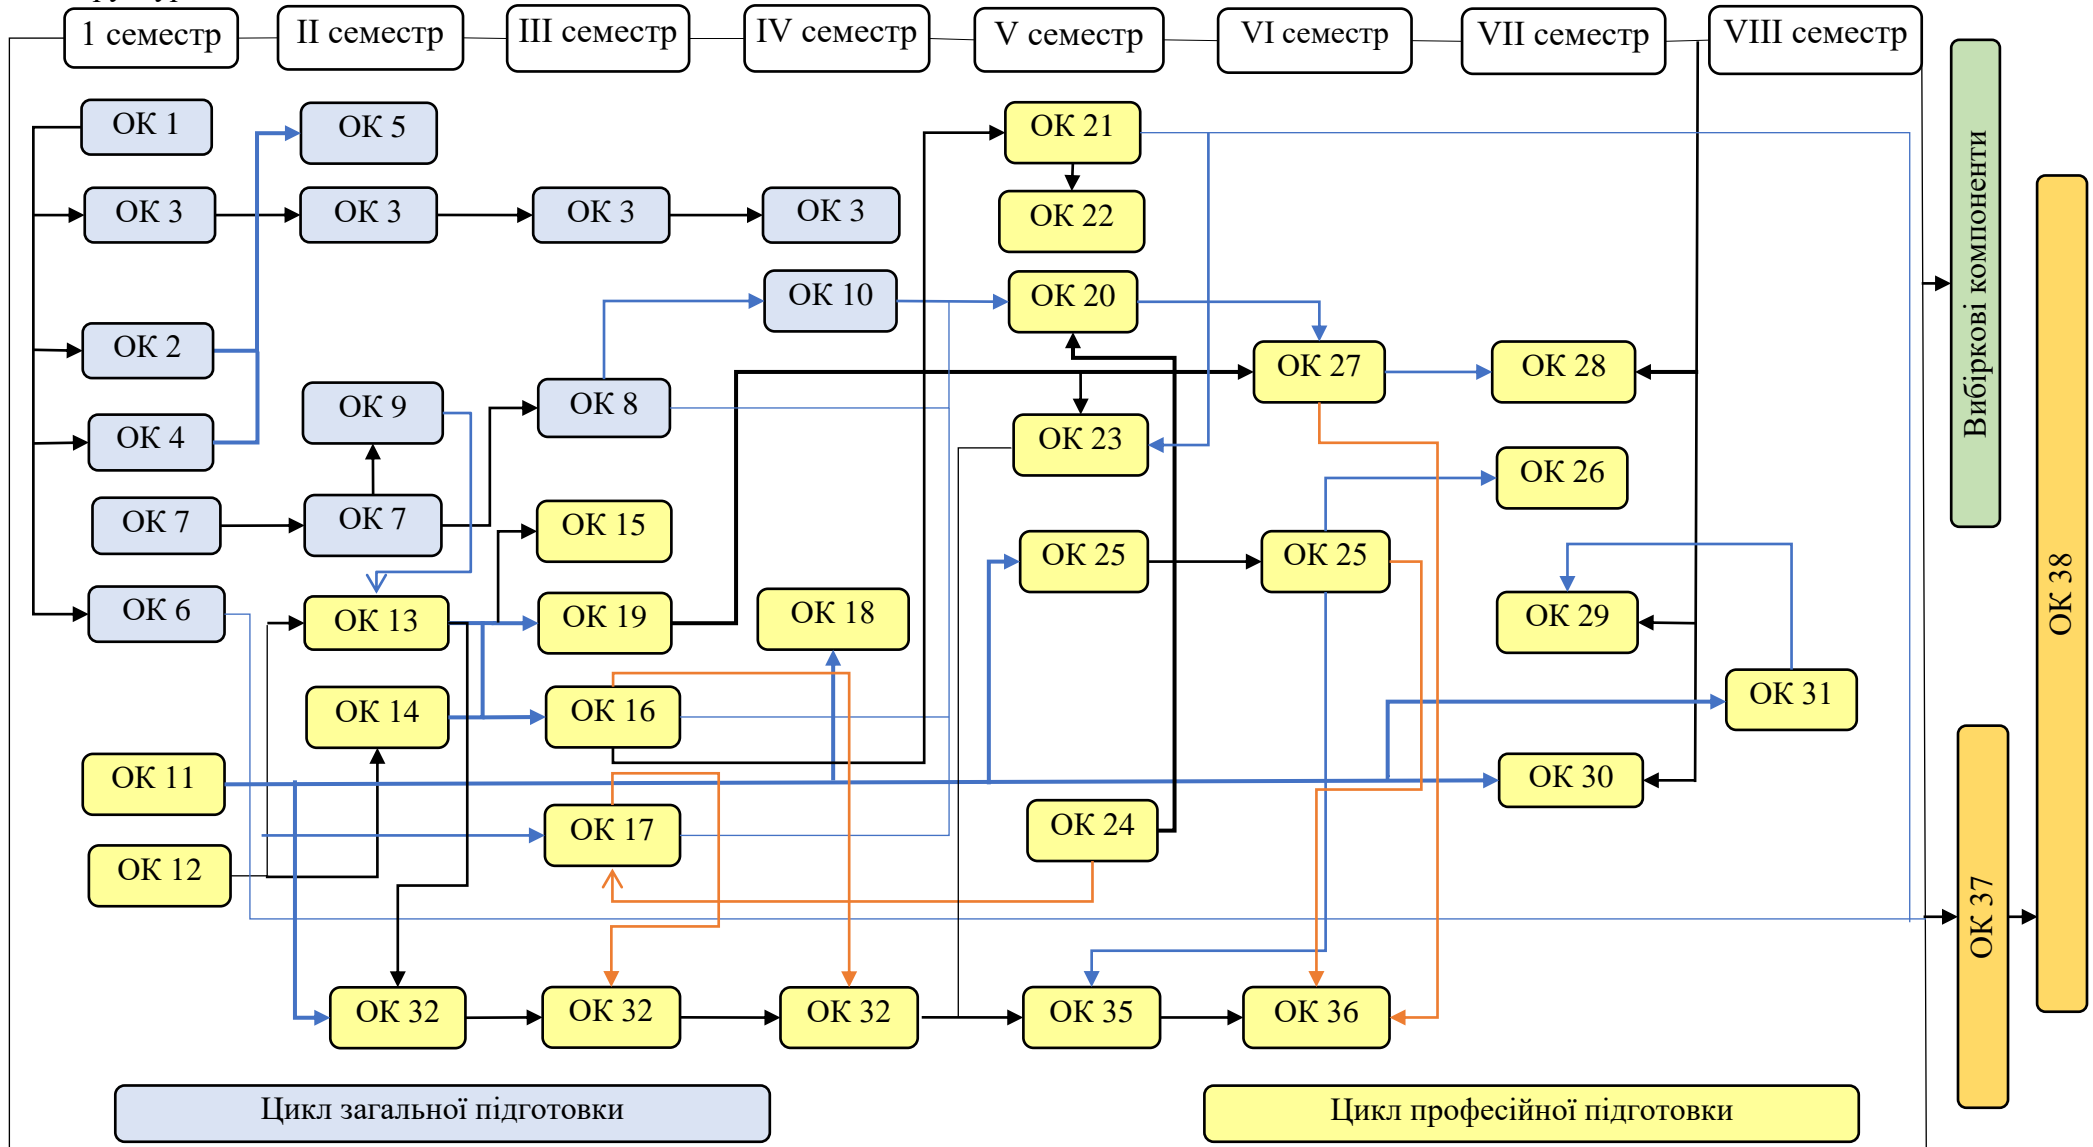 1 семестр
II семестр
III семестр
IV семестр
V семестр
VI семестр
VII семестр
VIII семестр
ОК 1
ОК 5
ОК 21
ОК 3
ОК 3
ОК 3
ОК 3
ОК 22
ОК 10
ОК 20
ОК 2
ОК 27
ОК 28
ОК 9
ОК 8
ОК 4
ОК 23
ОК 26
ОК 7
ОК 7
ОК 15
ОК 25
ОК 25
ОК 6
ОК 13
ОК 19
ОК 18
ОК 29
ОК 14
ОК 16
ОК 31
ОК 11
ОК 30
ОК 17
ОК 24
ОК 12
ОК 32
ОК 32
ОК 32
ОК 35
ОК 36
Вибіркові компоненти
ОК 37
ОК 38
Цикл загальної підготовки
Цикл професійної підготовки